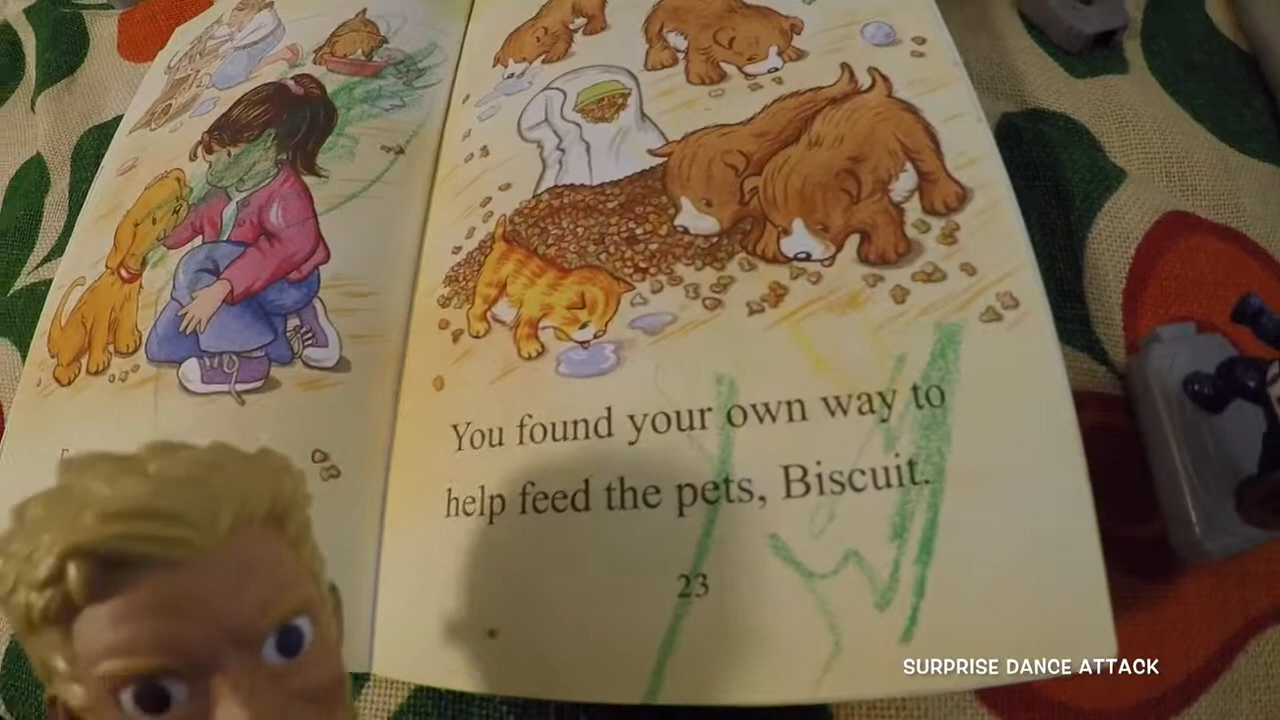 You found your own way to
help feed the pets, Biscuit.
23
SURPRISE DANCE ATTACK